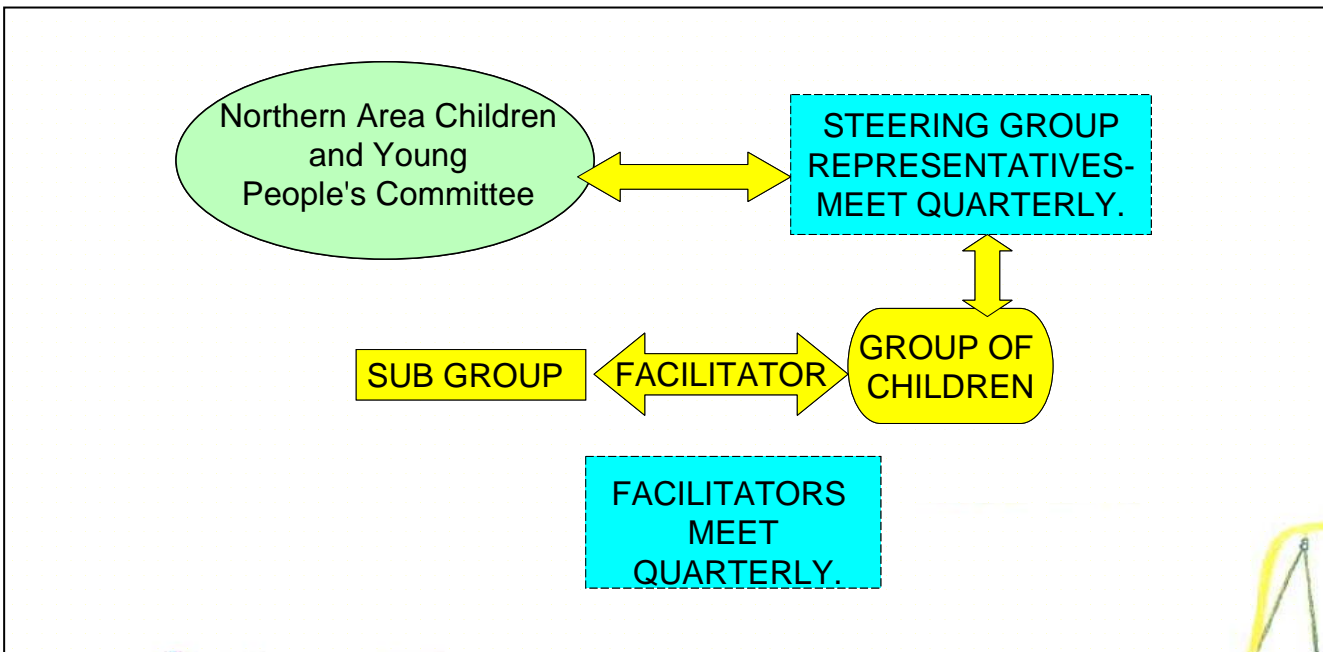 Northern Area Children
and Young
People's Committee
STEERING GROUP
REPRESENTATIVES-
MEET QUARTERLY.
SUB GROUP
FACILITATOR
GROUP OF
CHILDREN
FACILITATORS
MEET
QUARTERLY.